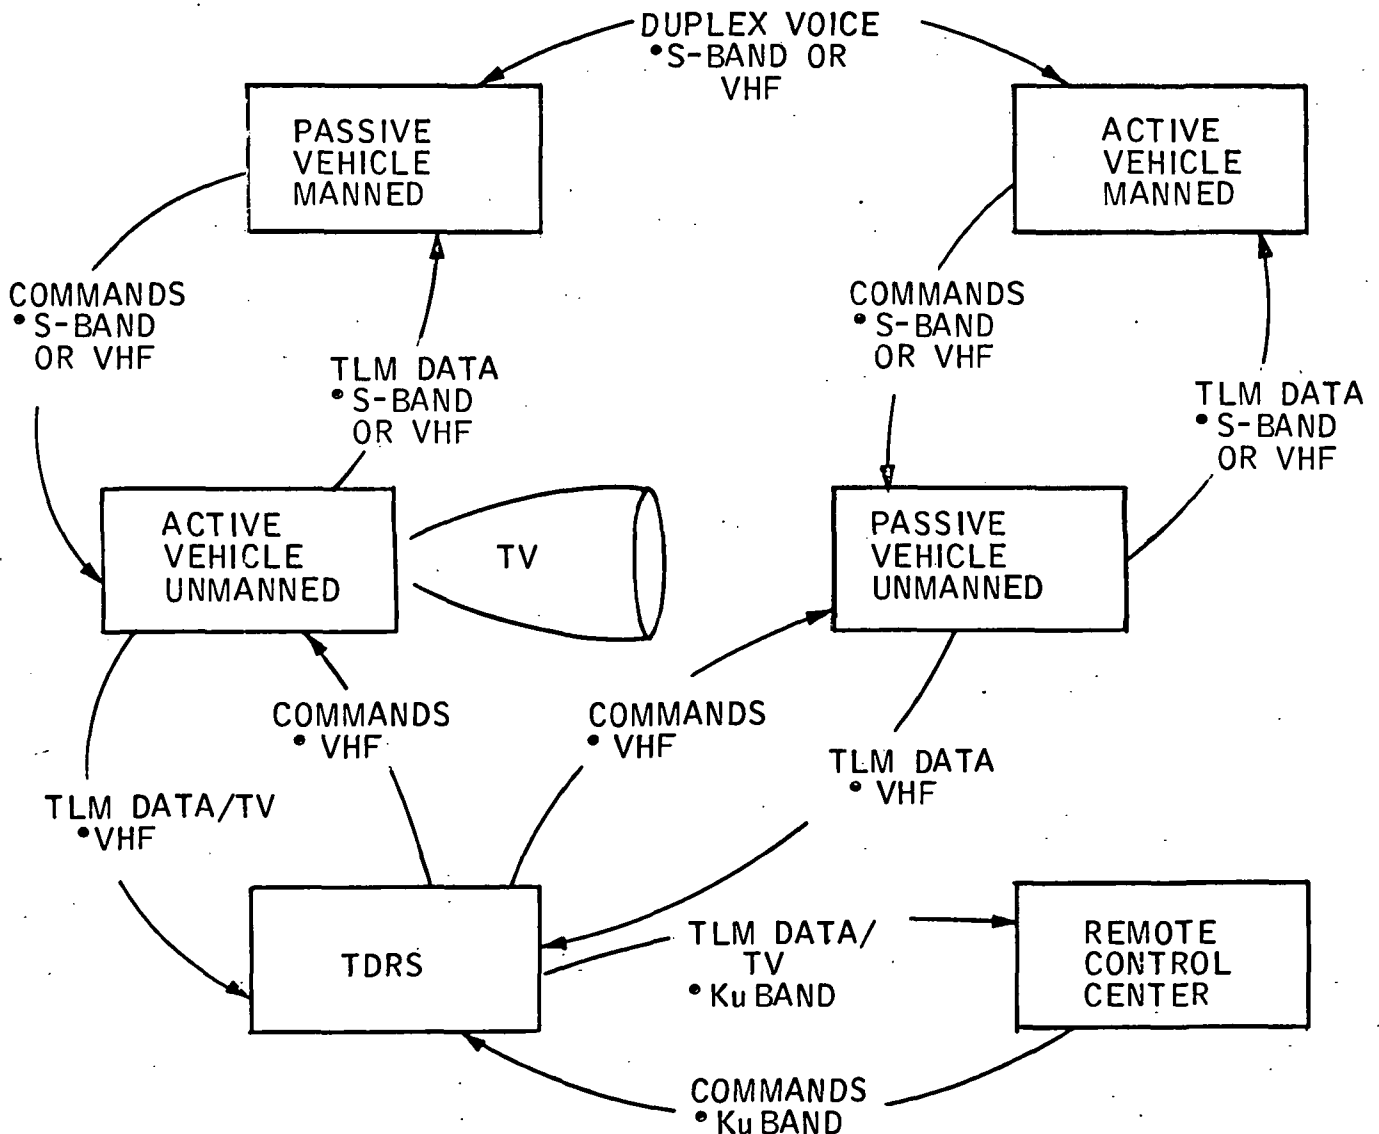 DUPLEX VOICE
•S-BAND OR
VHF
PASSIVE
VEHICLE
MANNED
ACTIVE
VEHICLE
MANNED
COMMANDS
•S-BAND
OR VHF
TLM DATA
•S-BAND
OR VHF
COMMANDS
•S-BAND
OR VHF
TLM DATA
•S-BAND
OR VHF
ACTIVE
VEHICLE
UNMANNED
TV
PASSIVE
VEHICLE
UNMANNED
COMMANDS
•VHF
COMMANDS
•VHF
TLM DATA
•VHF
TLM DATA/TV
•VHF
TDRS
TLM DATA/
TV
•Ku BAND
REMOTE
CONTROL
CENTER
COMMANDS
•Ku BAND